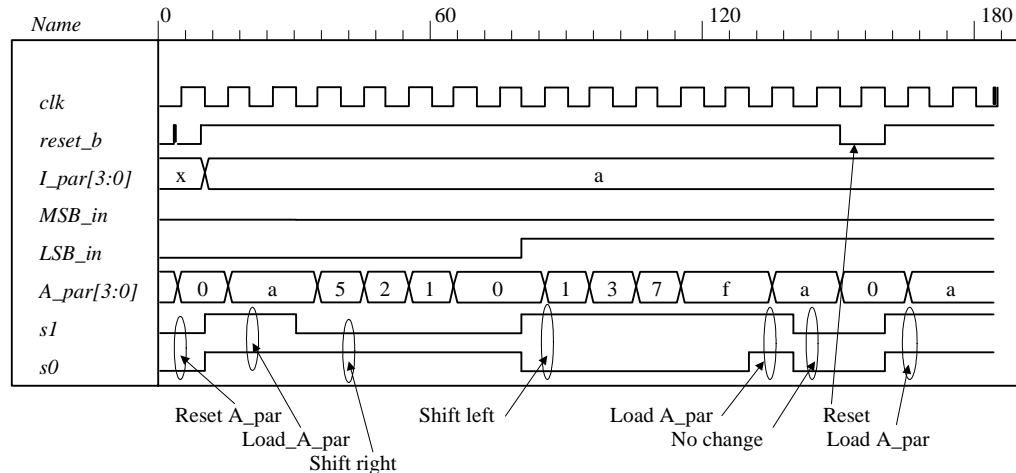 Name 0 60 120 180
clk
reset_b
I_par[3:0] x a
MSB_in
LSB_in
A_par[3:0] 0 a 5 2 1 0 1 3 7 f a 0 a
s1
s0
Reset A_par Shift left Load A_par Reset
Load_A_par No change Load A_par
Shift right